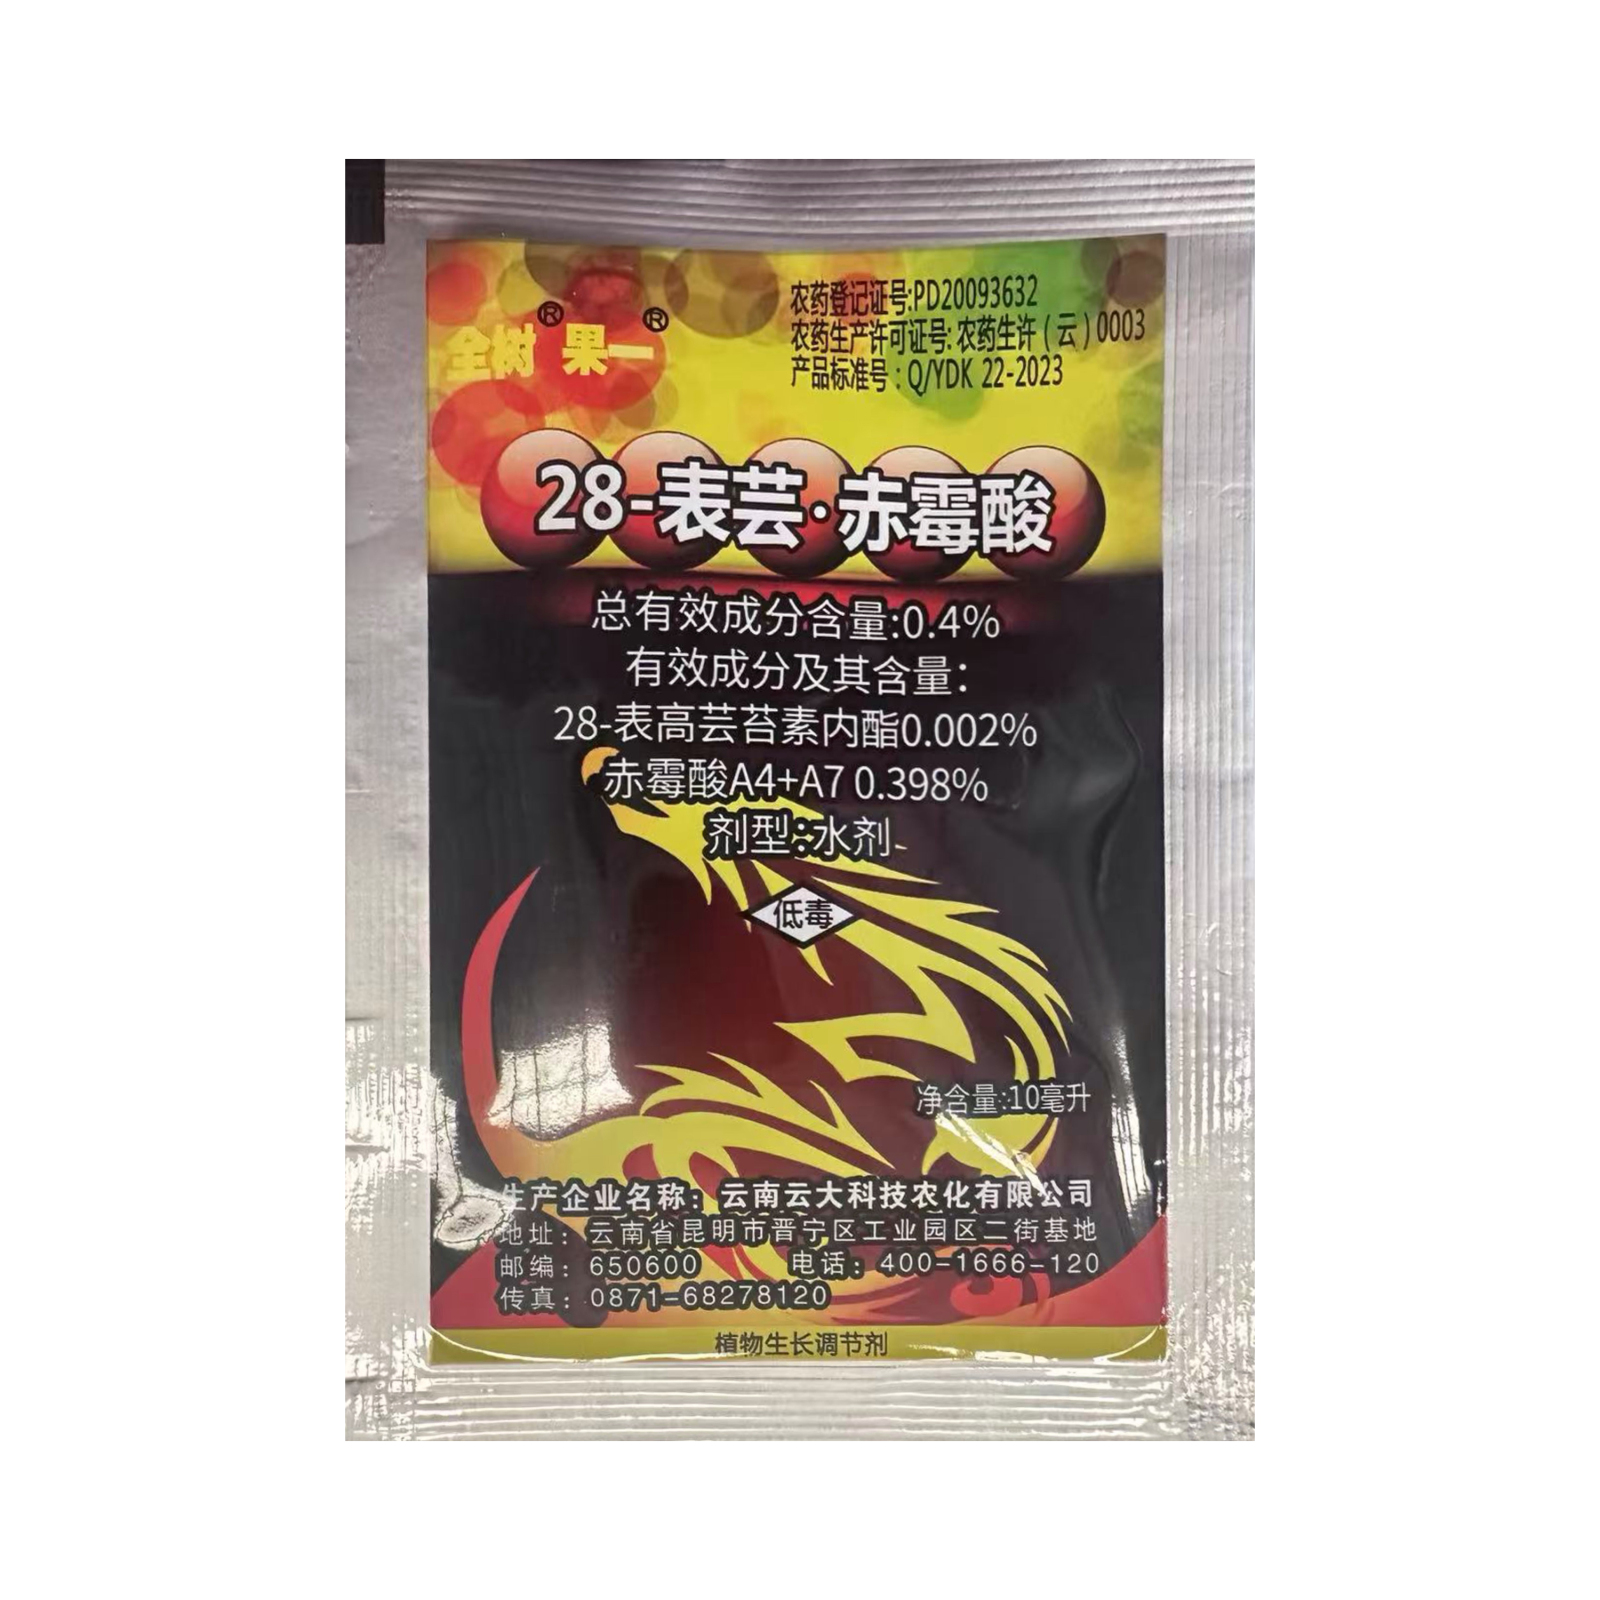 全树® 果一®
农药登记证号:PD20093632
农药生产许可证号: 农药生许（云）0003
产品标准号：Q/YDK 22-2023
28-表芸·赤霉酸
总有效成分含量:0.4%
有效成分及其含量：
28-表高芸苔素内酯0.002%
赤霉酸A4+A7 0.398%
剂型:水剂
低毒
净含量:10毫升
生产企业名称：云南云大科技农化有限公司
地址：云南省昆明市晋宁区工业园区二街基地
邮编：650600 电话：400-1666-120
传真：0871-68278120
植物生长调节剂